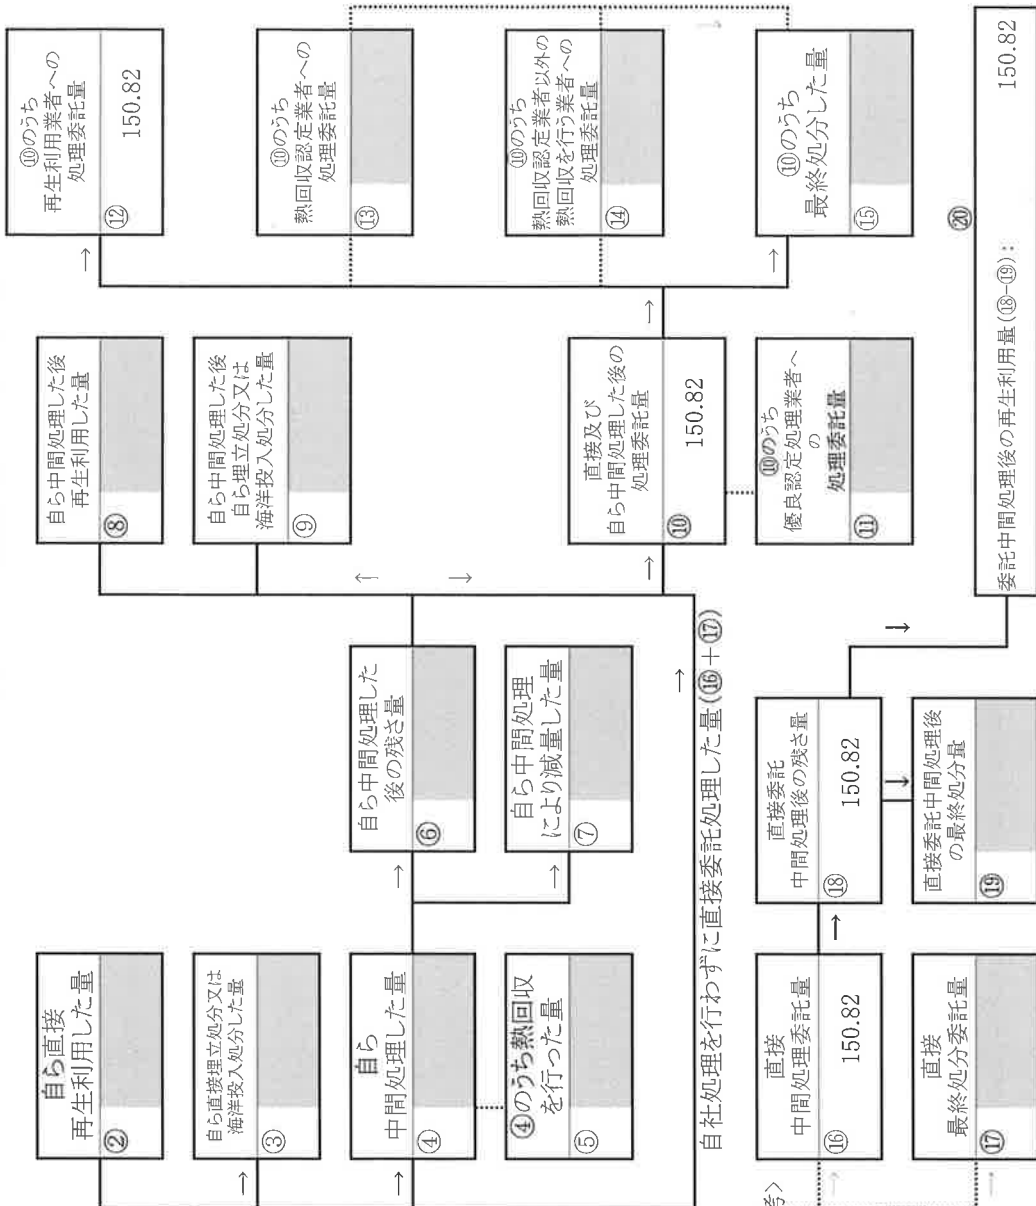 自ら直接
再生利用した量
②
自ら直接埋立処分又は
海洋投入処分した量
③
自ら
中間処理した量
④
④のうち熱回収
を行った量
⑤
自ら中間処理した
後の残さ量
⑥
自ら中間処理
により減量した量
⑦
自ら中間処理した後
再生利用した量
⑧
自ら中間処理した後
自ら埋立処分又は
海洋投入処分した量
⑨
直接及び
自ら中間処理した後の
処理委託量
⑩
150.82
⑩のうち
優良認定処理業者へ
の
処理委託量
⑪
⑩のうち
再生利用業者への
処理委託量
⑫
150.82
⑩のうち
熱回収認定業者への
処理委託量
⑬
⑩のうち
熱回収認定業者以外の
熱回収を行う業者への
処理委託量
⑭
⑩のうち
最終処分した量
⑮
自社処理を行わずに直接委託処理した量(⑯+⑰)
考>
直接
中間処理委託量
⑯
150.82
直接
最終処分委託量
⑰
直接委託
中間処理後の残さ量
⑱
150.82
直接委託中間処理後
の最終処分量
⑲
⑳
委託中間処理後の再生利用量(⑱-⑲):
150.82